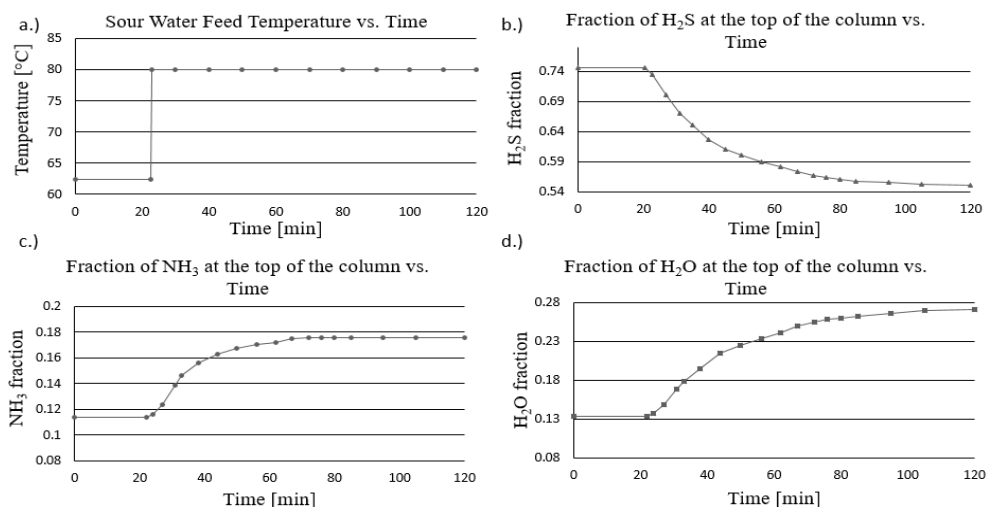 a.)
Sour Water Feed Temperature vs. Time
Temperature [°C]
85
80
75
70
65
60
0 20 40 60 80 100 120
Time [min]
b.)
Fraction of H₂S at the top of the column vs.
Time
H₂S fraction
0.74
0.69
0.64
0.59
0.54
0 20 40 60 80 100 120
Time [min]
c.)
Fraction of NH₃ at the top of the column vs.
Time
NH₃ fraction
0.2
0.18
0.16
0.14
0.12
0.1
0.08
0 20 40 60 80 100 120
Time [min]
d.)
Fraction of H₂O at the top of the column vs.
Time
H₂O fraction
0.28
0.23
0.18
0.13
0.08
0 20 40 60 80 100 120
Time [min]